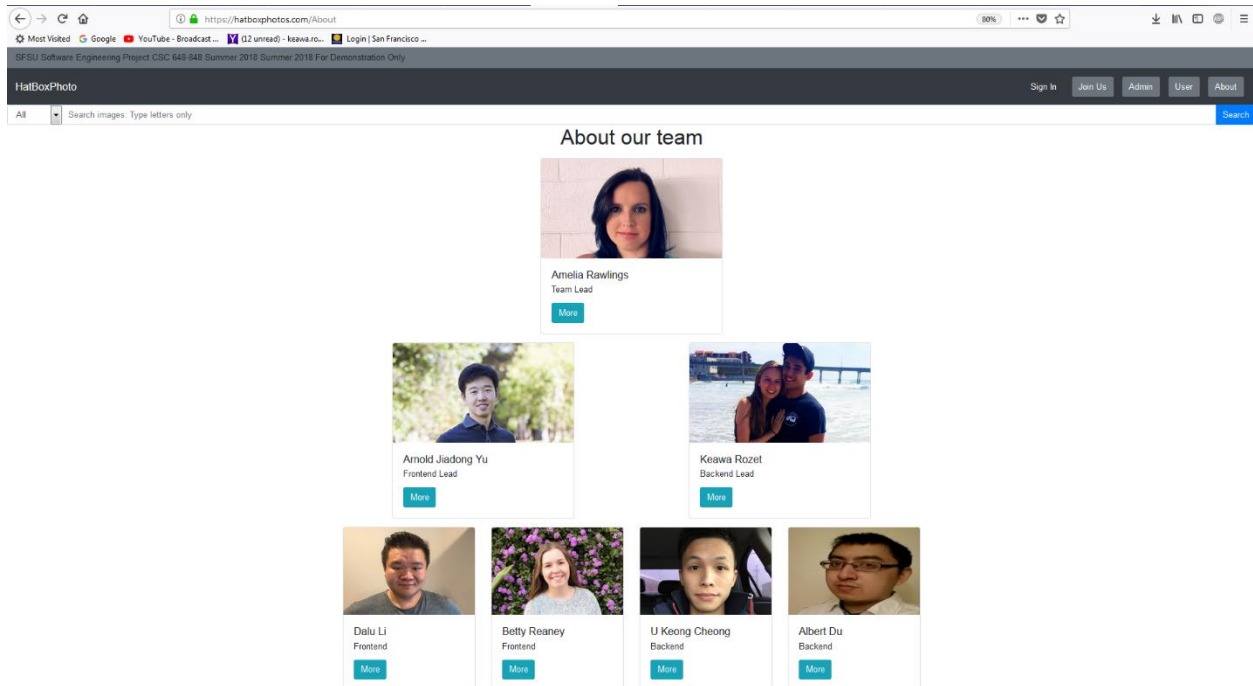 https://hatboxphotos.com/About
80%
Most Visited Google YouTube - Broadcast ... (12 unread) - keawa.ro... Login | San Francisco ...
SFSU Software Engineering Project CSC 648-848 Summer 2018 Summer 2018 For Demonstration Only
HatBoxPhoto Sign In Join Us Admin User About
All Search images: Type letters only Search
About our team
Amelia Rawlings
Team Lead
More
Arnold Jiadong Yu
Frontend Lead
More
Keawa Rozet
Backend Lead
More
Dalu Li
Frontend
More
Betty Reaney
Frontend
More
U Keong Cheong
Backend
More
Albert Du
Backend
More